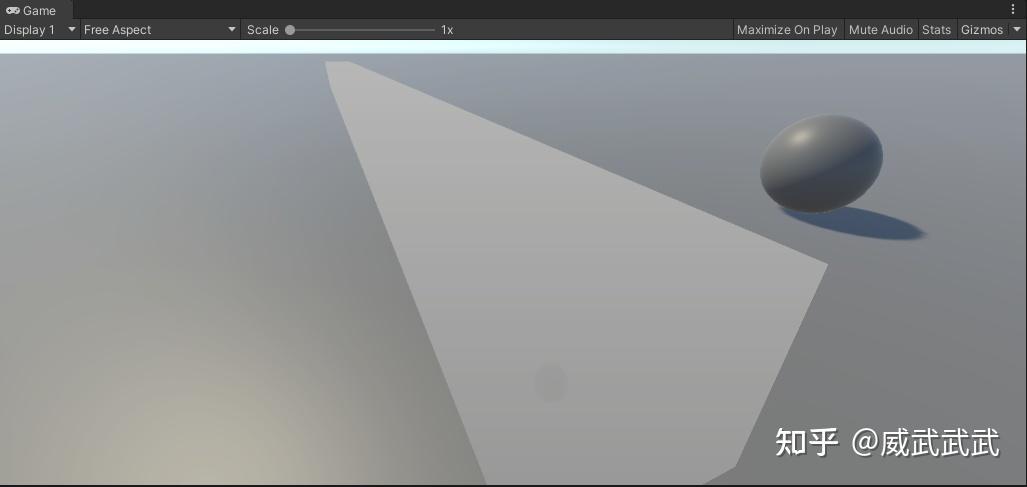 Game
Display 1 Free Aspect Scale 1x Maximize On Play Mute Audio Stats Gizmos
知乎 @威武武武